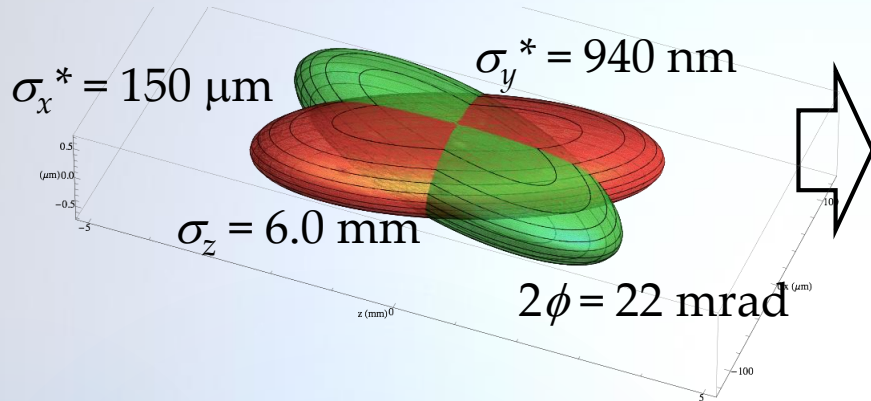 σy* = 940 nm
σx* = 150 μm
0.5
(μm)0.0
−0.5
−5
σz = 6.0 mm
100
2ϕ = 22 mrad
x (μm)
z (mm)0
−100
5